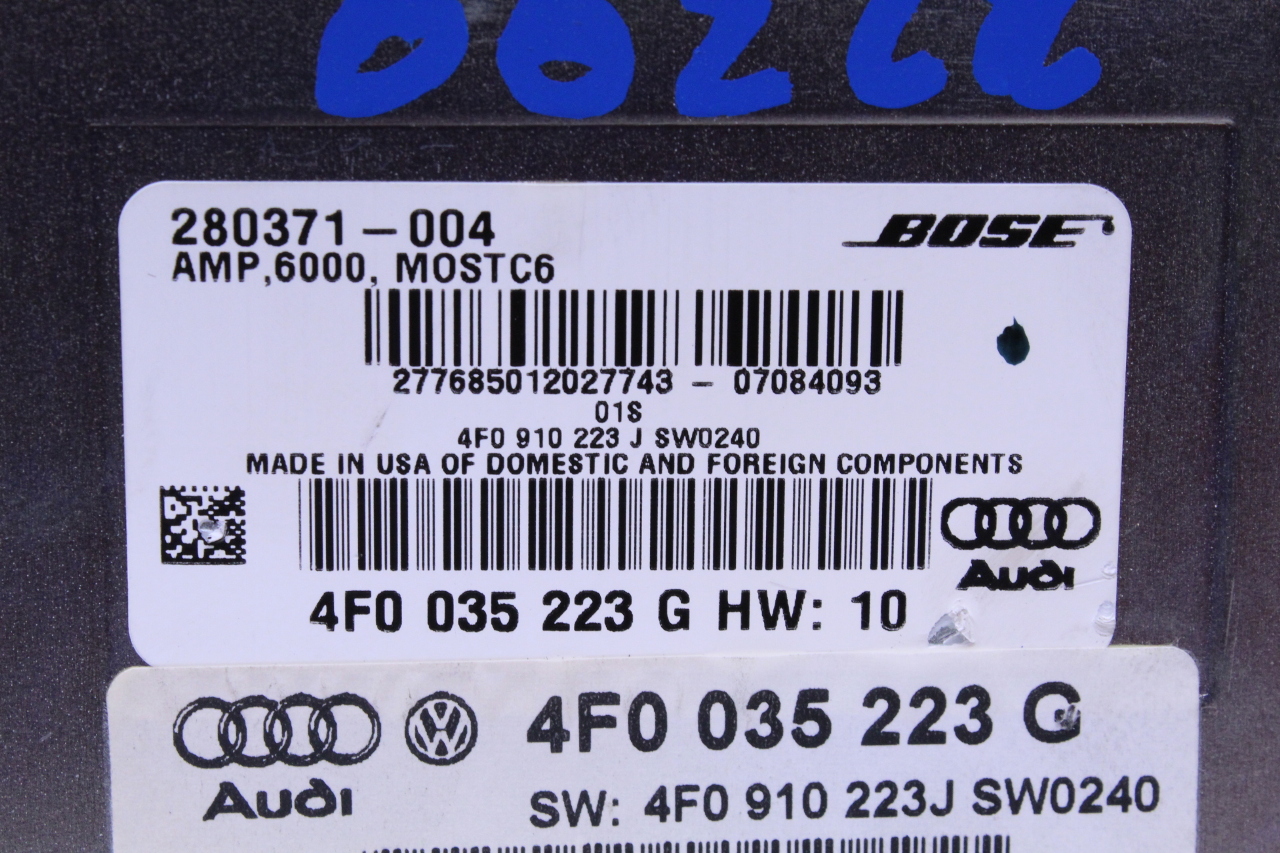 280371-004
BOSE
AMP,6000, MOSTC6
277685012027743 - 07084093
01S
4F0 910 223 J SW0240
MADE IN USA OF DOMESTIC AND FOREIGN COMPONENTS
Audi
4F0 035 223 G HW: 10
4F0 035 223 G
Audi
SW: 4F0 910 223J SW0240